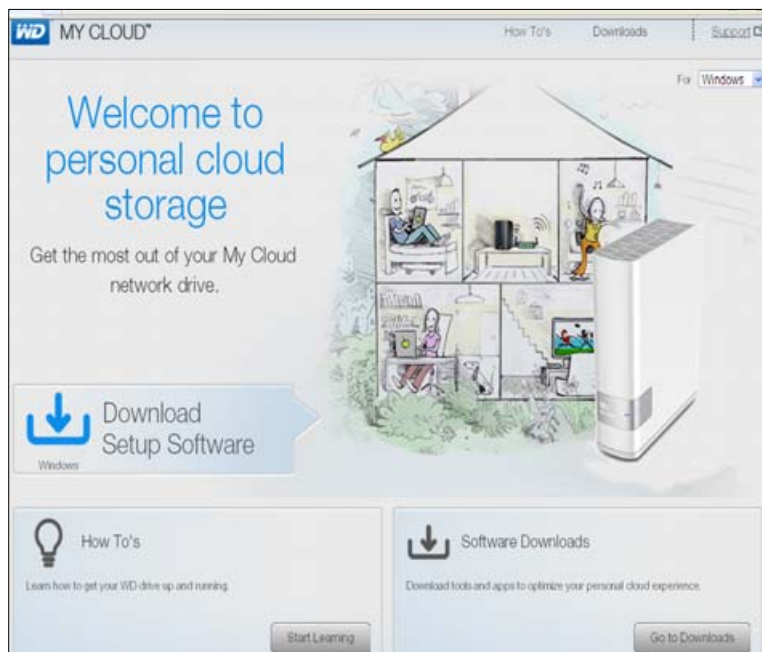 WD MY CLOUD™
How To's Downloads Support
For Windows
Welcome to
personal cloud
storage
Get the most out of your My Cloud
network drive.
Download
Setup Software
Windows
How To's
Learn how to get your WD drive up and running.
Start Learning
Software Downloads
Download tools and apps to optimize your personal cloud experience.
Go to Downloads